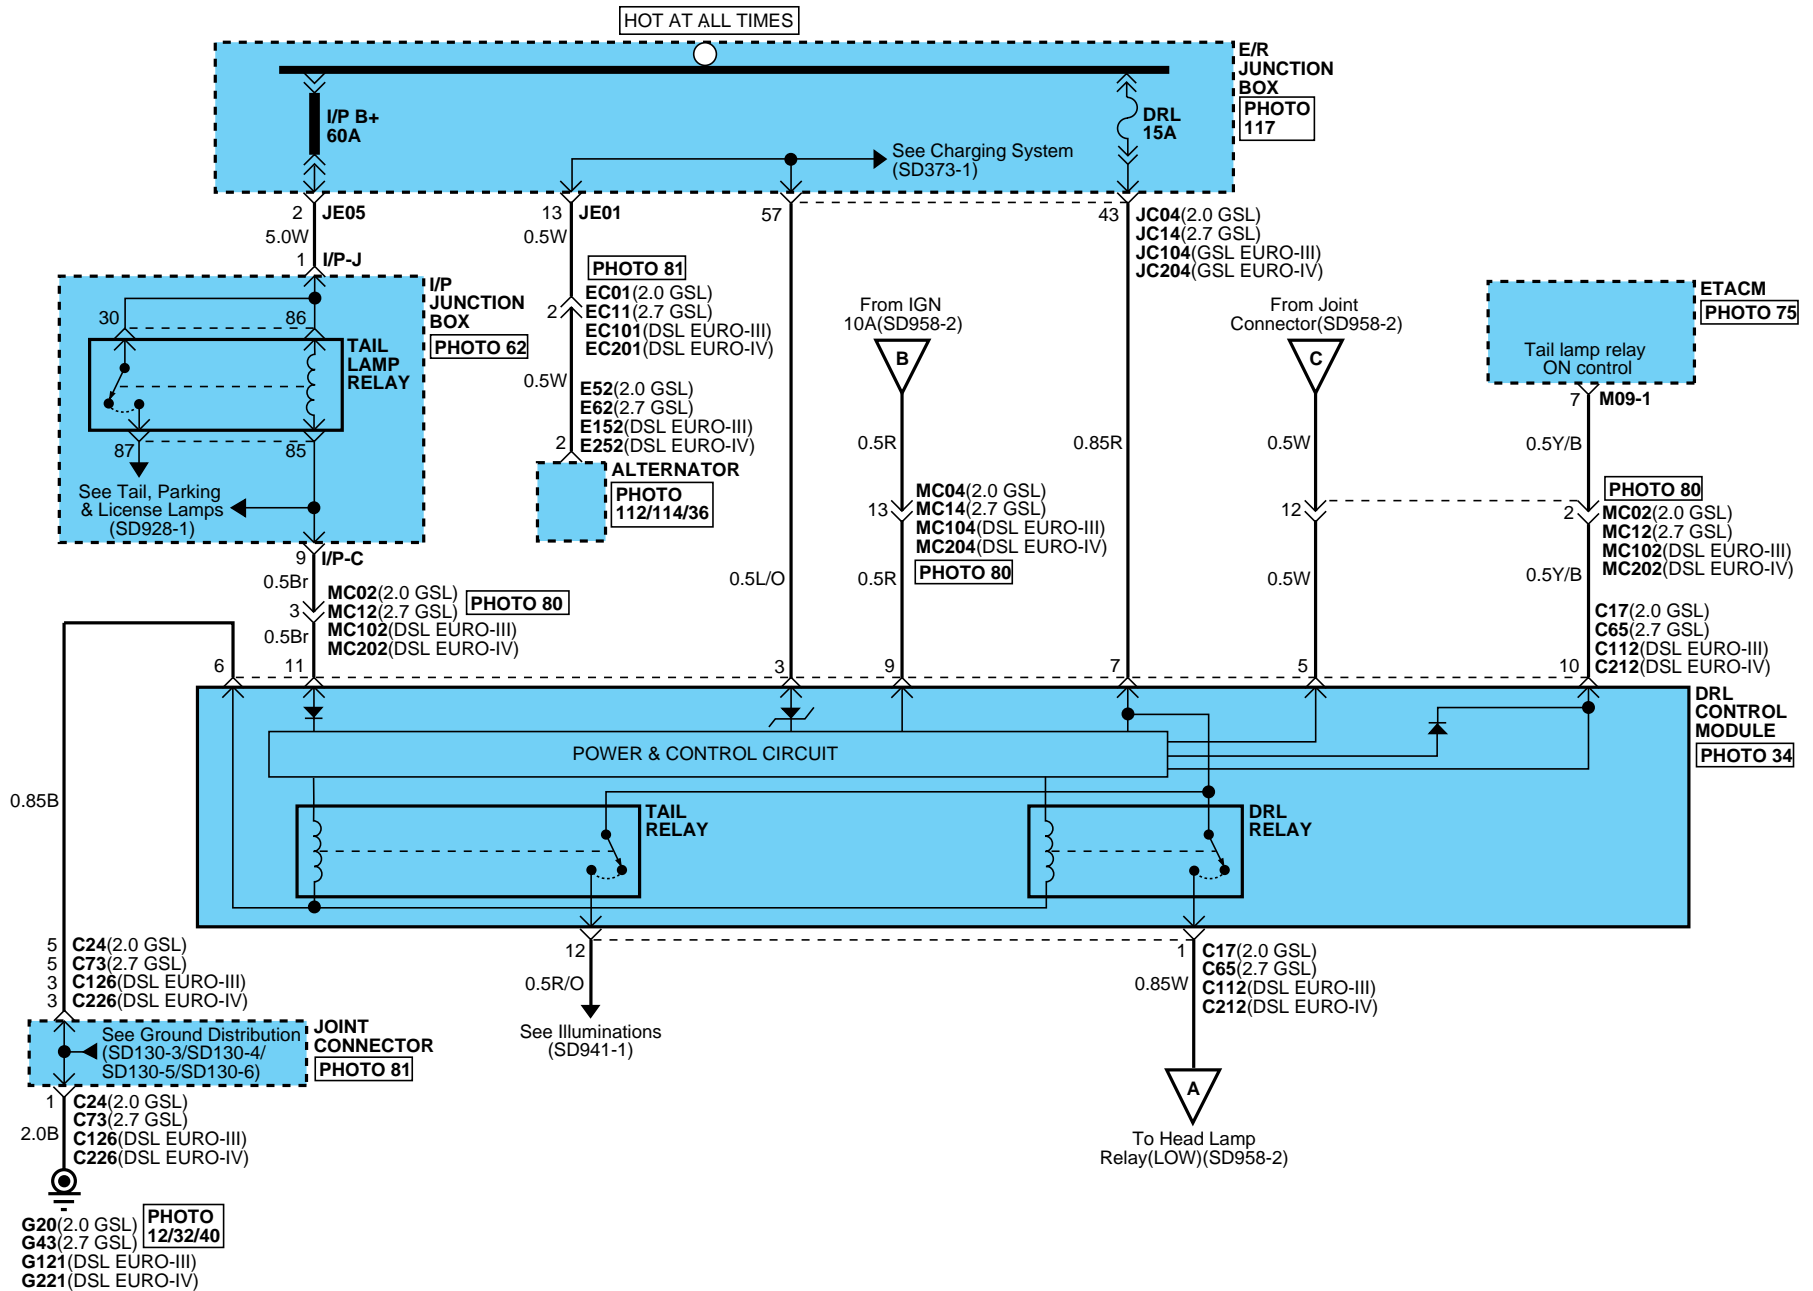 HOT AT ALL TIMES
E/R
JUNCTION
BOX
PHOTO
117
I/P B+
60A
DRL
15A
See Charging System
(SD373-1)
2 JE05
13 JE01
57
43
JC04(2.0 GSL)
JC14(2.7 GSL)
JC104(GSL EURO-III)
JC204(GSL EURO-IV)
5.0W
0.5W
1 I/P-J
I/P
JUNCTION
BOX
PHOTO 62
30
86
TAIL
LAMP
RELAY
87
85
See Tail, Parking
& License Lamps
(SD928-1)
9 I/P-C
0.5Br
3
0.5Br
MC02(2.0 GSL)
MC12(2.7 GSL)
MC102(DSL EURO-III)
MC202(DSL EURO-IV)
PHOTO 80
PHOTO 81
2
EC01(2.0 GSL)
EC11(2.7 GSL)
EC101(DSL EURO-III)
EC201(DSL EURO-IV)
0.5W
E52(2.0 GSL)
E62(2.7 GSL)
E152(DSL EURO-III)
E252(DSL EURO-IV)
2
ALTERNATOR
PHOTO
112/114/36
0.5L/O
From IGN
10A(SD958-2)
B
0.5R
13
MC04(2.0 GSL)
MC14(2.7 GSL)
MC104(DSL EURO-III)
MC204(DSL EURO-IV)
PHOTO 80
0.5R
0.85R
From Joint
Connector(SD958-2)
C
0.5W
12
0.5W
ETACM
PHOTO 75
Tail lamp relay
ON control
7 M09-1
0.5Y/B
PHOTO 80
2
MC02(2.0 GSL)
MC12(2.7 GSL)
MC102(DSL EURO-III)
MC202(DSL EURO-IV)
0.5Y/B
C17(2.0 GSL)
C65(2.7 GSL)
C112(DSL EURO-III)
C212(DSL EURO-IV)
6
11
3
9
7
5
10
DRL
CONTROL
MODULE
PHOTO 34
POWER & CONTROL CIRCUIT
TAIL
RELAY
DRL
RELAY
0.85B
12
0.5R/O
See Illuminations
(SD941-1)
1
0.85W
C17(2.0 GSL)
C65(2.7 GSL)
C112(DSL EURO-III)
C212(DSL EURO-IV)
A
To Head Lamp
Relay(LOW)(SD958-2)
5 C24(2.0 GSL)
5 C73(2.7 GSL)
3 C126(DSL EURO-III)
3 C226(DSL EURO-IV)
See Ground Distribution
(SD130-3/SD130-4/
SD130-5/SD130-6)
JOINT
CONNECTOR
PHOTO 81
1
2.0B
C24(2.0 GSL)
C73(2.7 GSL)
C126(DSL EURO-III)
C226(DSL EURO-IV)
G20(2.0 GSL)
G43(2.7 GSL)
G121(DSL EURO-III)
G221(DSL EURO-IV)
PHOTO
12/32/40